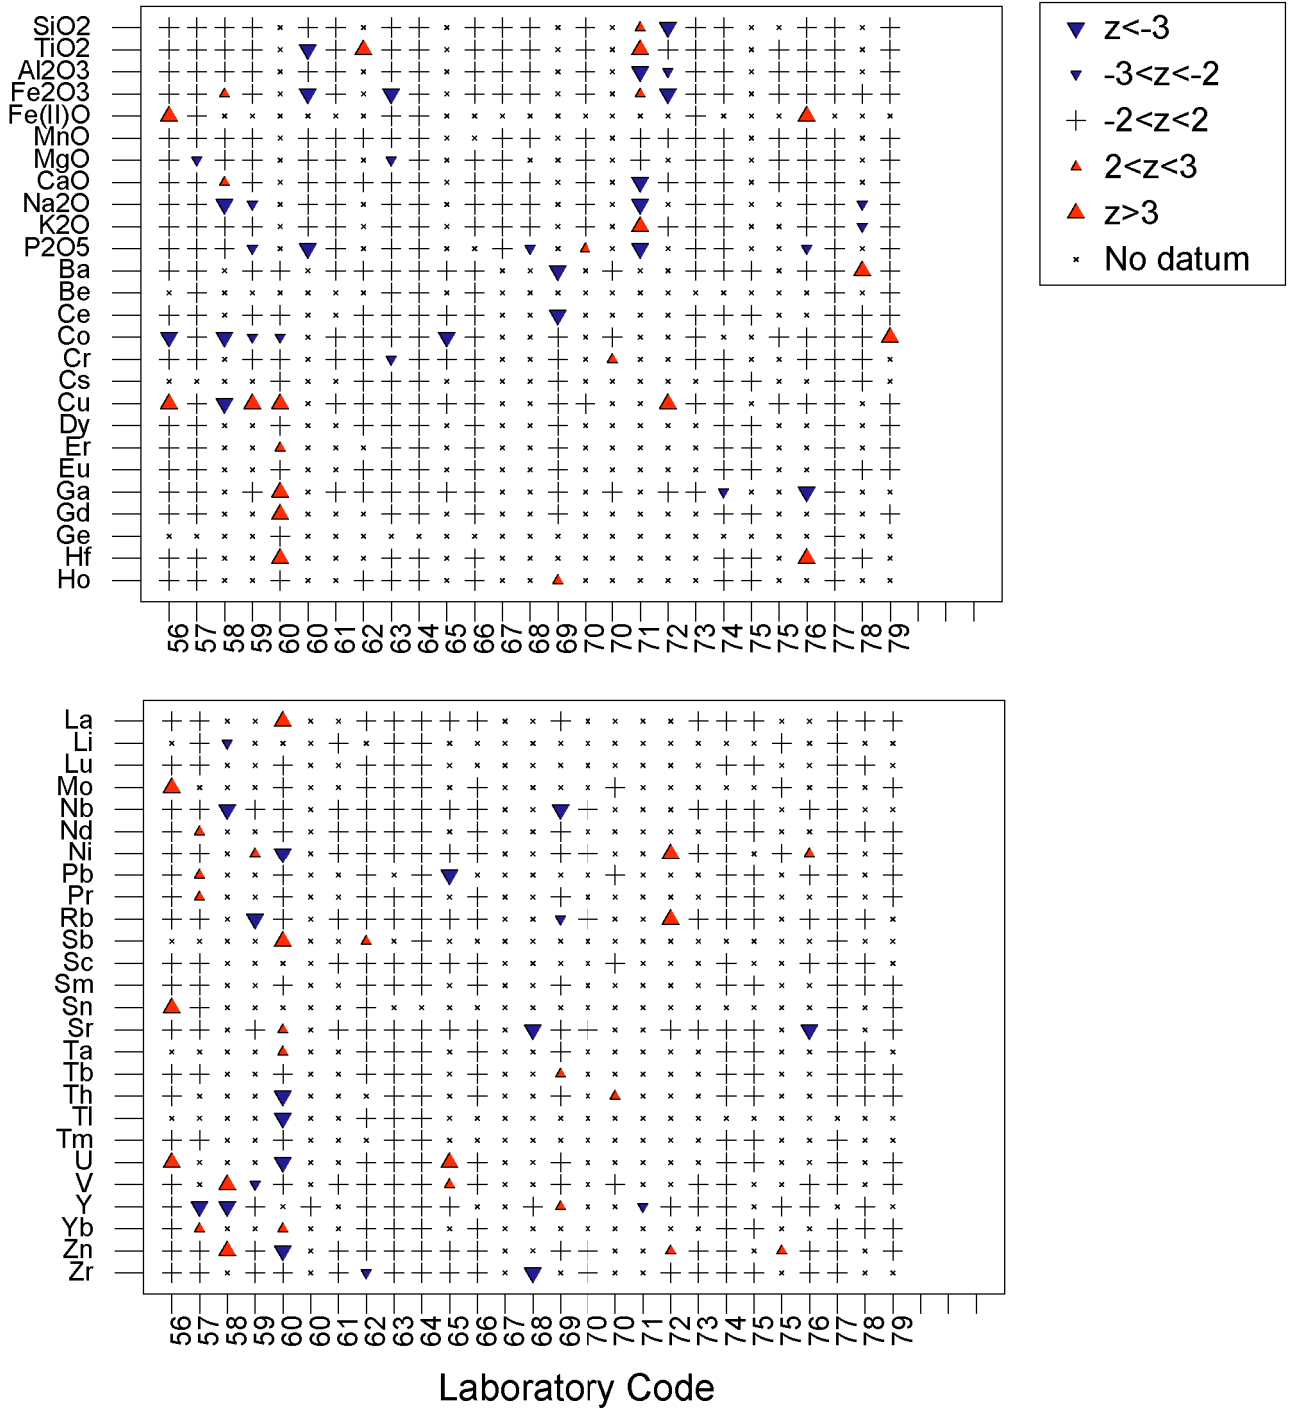 SiO2
TiO2
Al2O3
Fe2O3
Fe(II)O
MnO
MgO
CaO
Na2O
K2O
P2O5
Ba
Be
Ce
Co
Cr
Cs
Cu
Dy
Er
Eu
Ga
Gd
Ge
Hf
Ho
56 57 58 59 60 60 61 62 63 64 65 66 67 68 69 70 70 71 72 73 74 75 75 76 77 78 79
z<-3
-3<z<-2
-2<z<2
2<z<3
z>3
No datum
La
Li
Lu
Mo
Nb
Nd
Ni
Pb
Pr
Rb
Sb
Sc
Sm
Sn
Sr
Ta
Tb
Th
Tl
Tm
U
V
Y
Yb
Zn
Zr
56 57 58 59 60 60 61 62 63 64 65 66 67 68 69 70 70 71 72 73 74 75 75 76 77 78 79
Laboratory Code